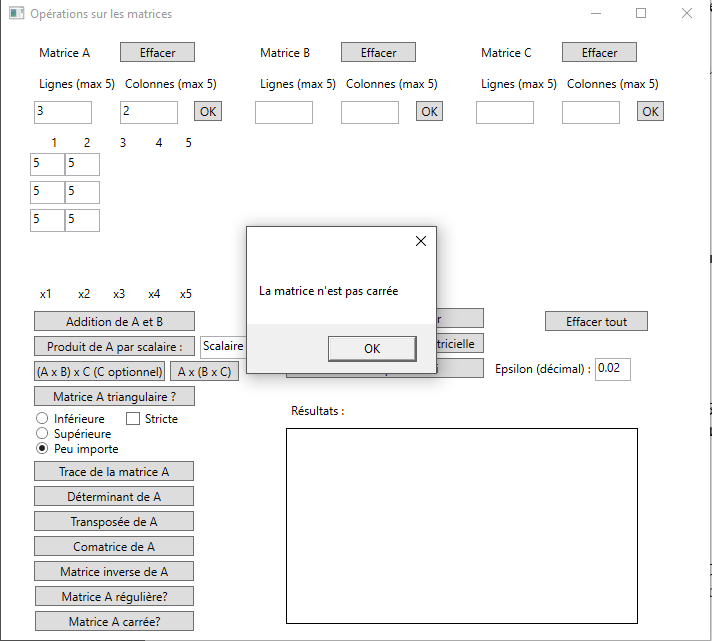 Opérations sur les matrices
Matrice A Effacer Matrice B Effacer Matrice C Effacer
Lignes (max 5) Colonnes (max 5) Lignes (max 5) Colonnes (max 5) Lignes (max 5) Colonnes (max 5)
3 2 OK OK OK
1 2 3 4 5
5 5
5 5
5 5
La matrice n'est pas carrée
OK
x1 x2 x3 x4 x5
Addition de A et B Effacer tout
Produit de A par scalaire : Scalaire
(A x B) x C (C optionnel) A x (B x C) Epsilon (décimal) : 0.02
Matrice A triangulaire ?
Inférieure Stricte
Supérieure
Peu importe
Résultats :
Trace de la matrice A
Déterminant de A
Transposée de A
Comatrice de A
Matrice inverse de A
Matrice A régulière?
Matrice A carrée?